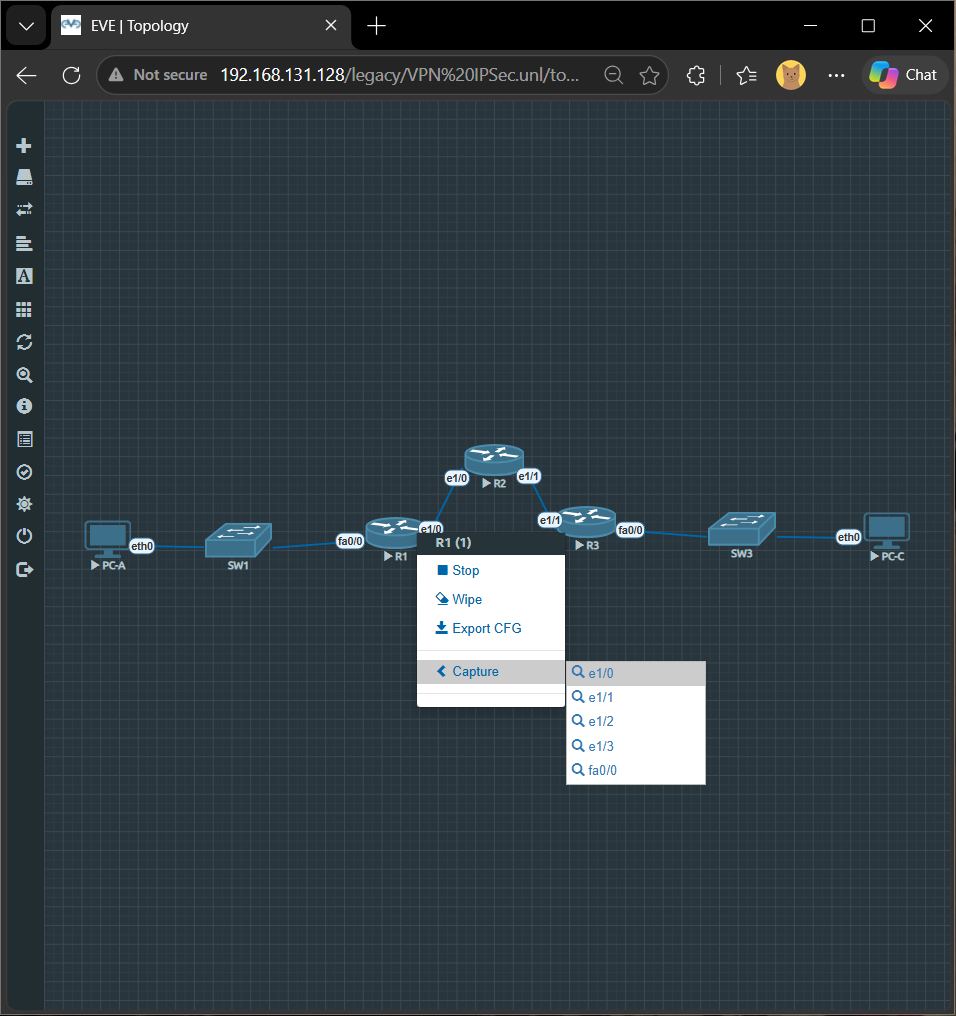 EVE | Topology
Not secure 192.168.131.128/legacy/VPN%20IPSec.unl/to...
Chat
A
R2
e1/0
e1/1
PC-A
eth0
SW1
fa0/0
R1
e1/0
e1/1
R3
fa0/0
SW3
eth0
PC-C
R1 (1)
Stop
Wipe
Export CFG
Capture
e1/0
e1/1
e1/2
e1/3
fa0/0